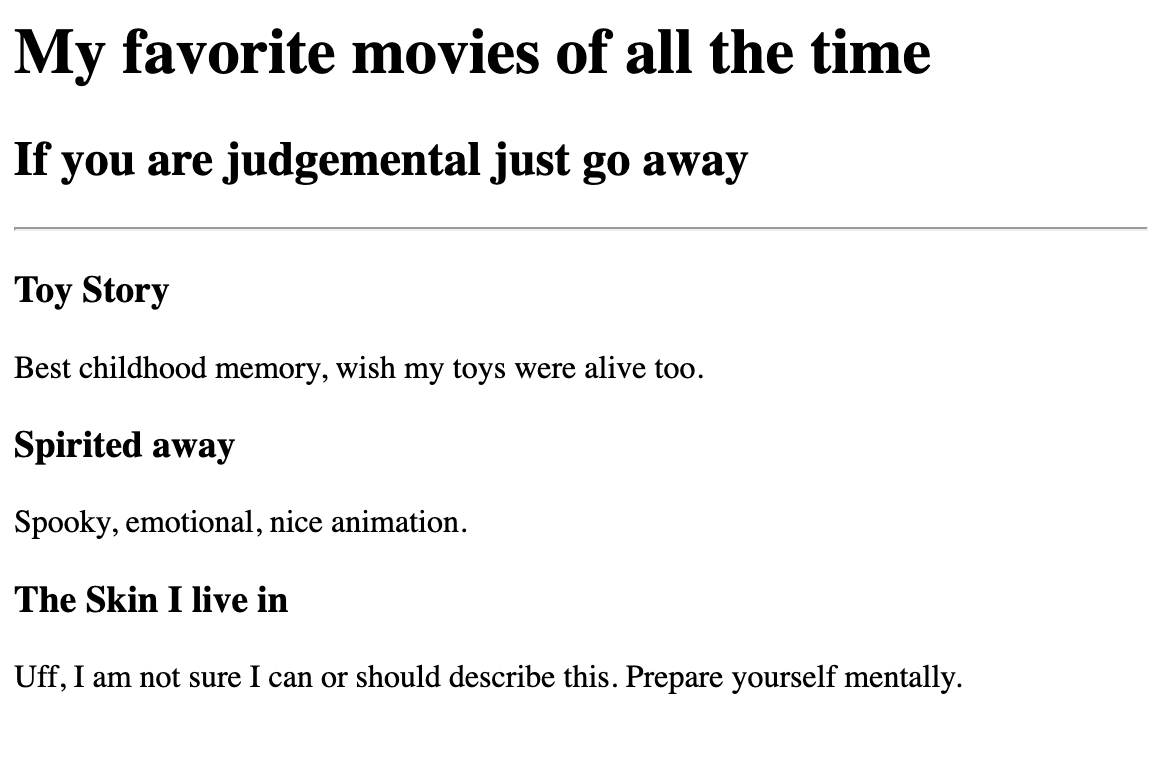 My favorite movies of all the time
If you are judgemental just go away
Toy Story
Best childhood memory, wish my toys were alive too.
Spirited away
Spooky, emotional, nice animation.
The Skin I live in
Uff, I am not sure I can or should describe this. Prepare yourself mentally.